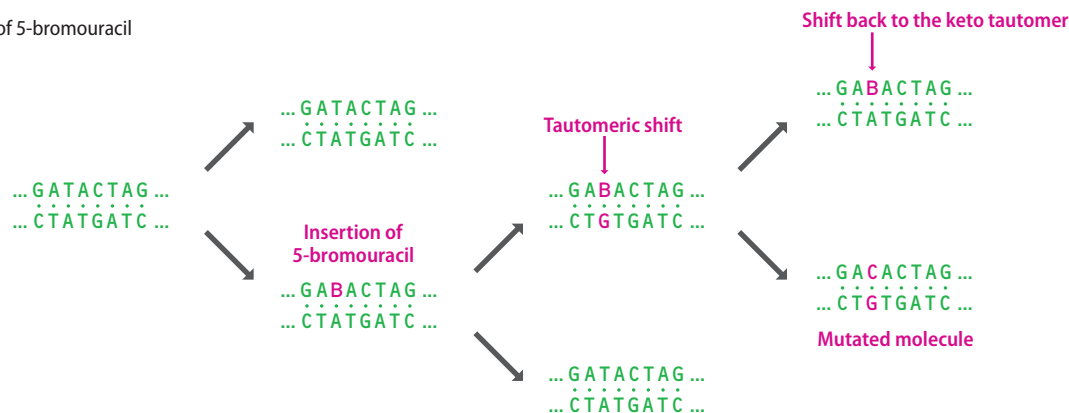 of 5-bromouracil
Shift back to the keto tautomer
... G A B A C T A G ...
... C T A T G A T C ...
... G A T A C T A G ...
... C T A T G A T C ...
Tautomeric shift
... G A T A C T A G ...
... C T A T G A T C ...
... G A B A C T A G ...
... C T G T G A T C ...
Insertion of
5-bromouracil
... G A B A C T A G ...
... C T A T G A T C ...
... G A C A C T A G ...
... C T G T G A T C ...
Mutated molecule
... G A T A C T A G ...
... C T A T G A T C ...